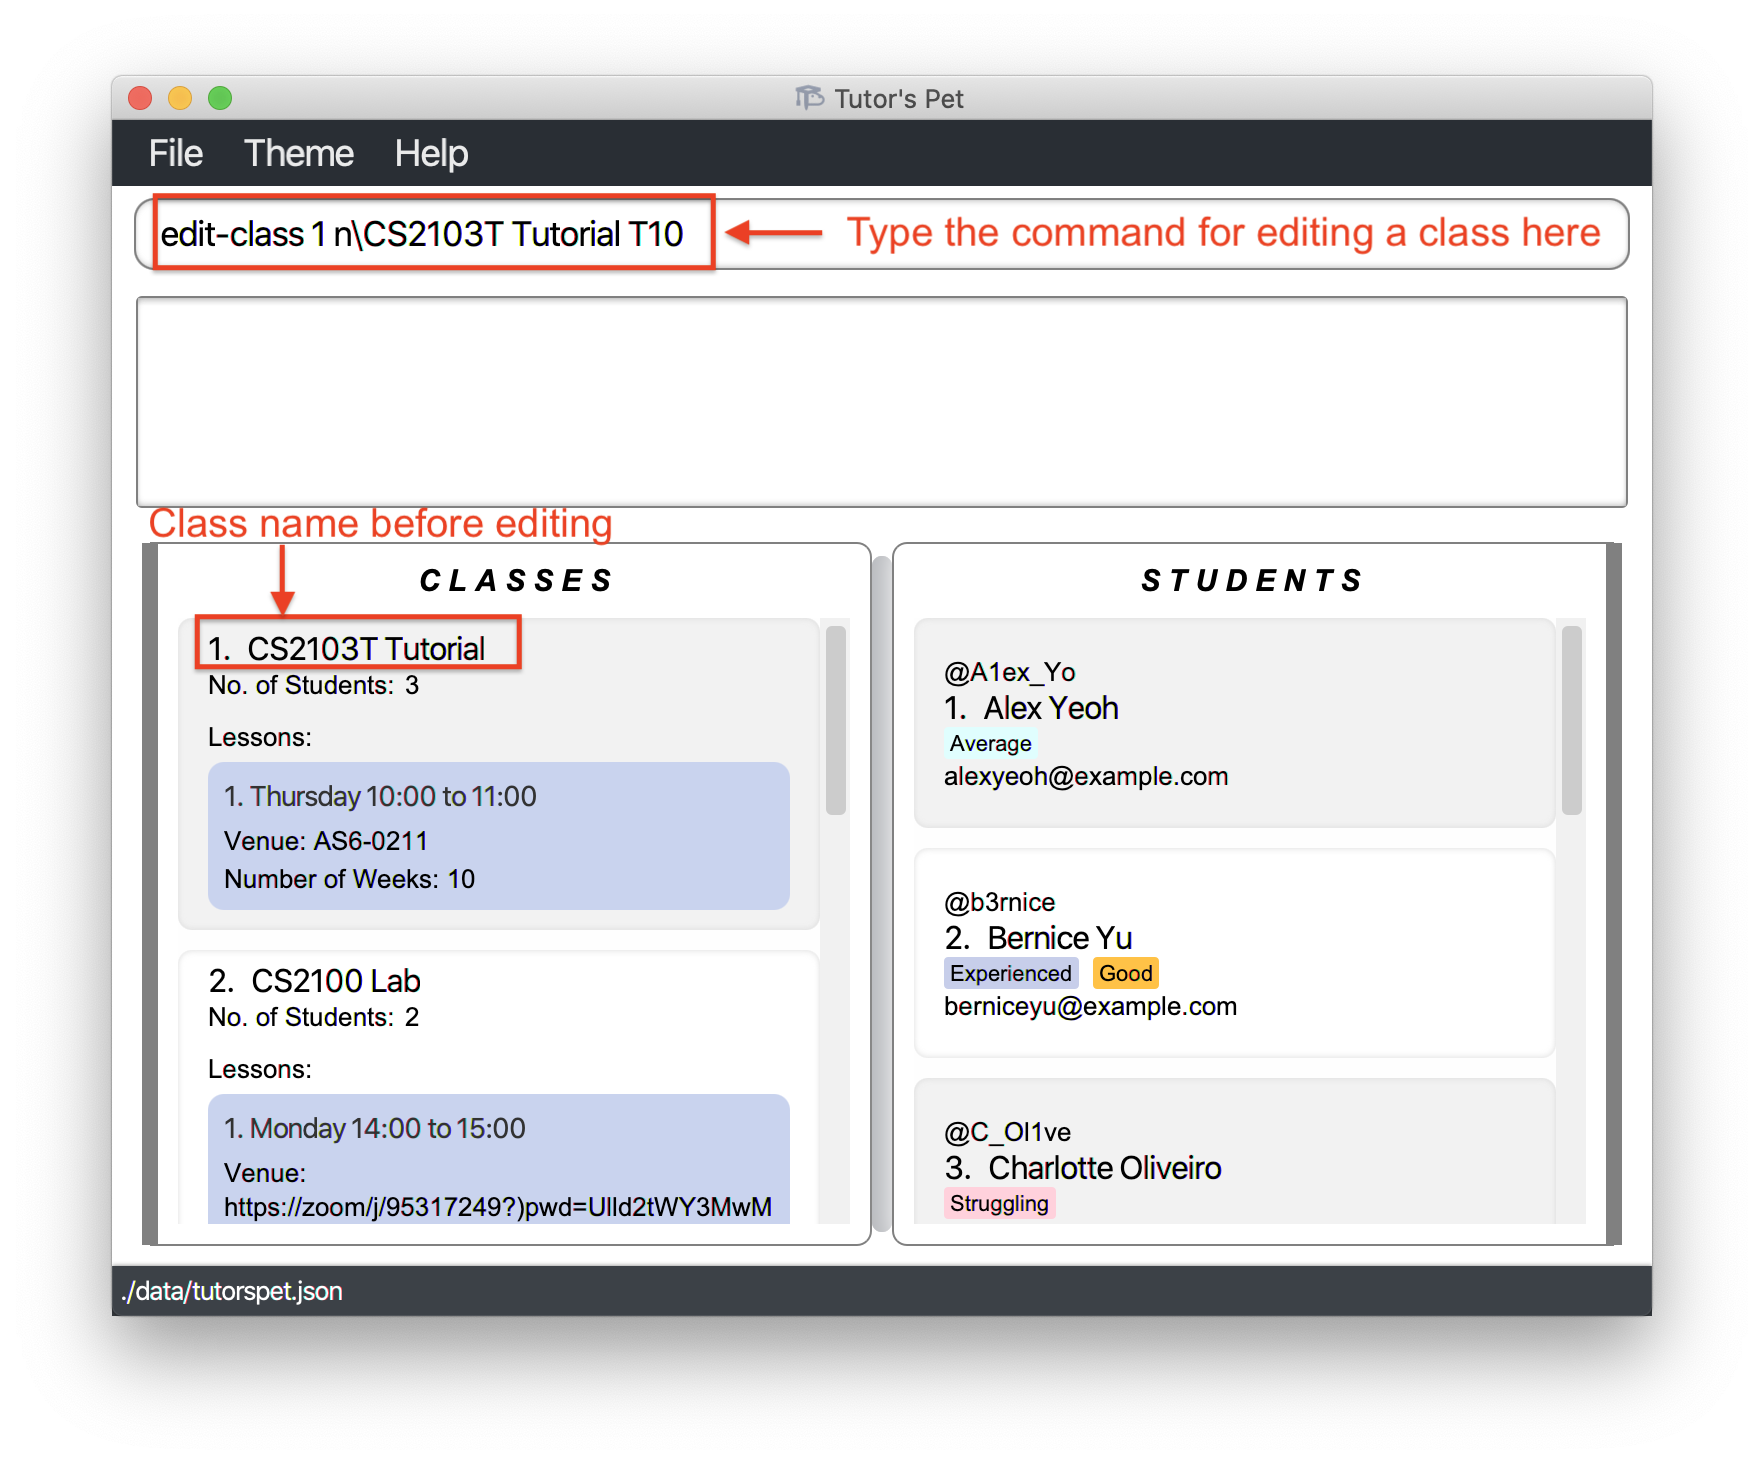 Tutor's Pet
File Theme Help
edit-class 1 n\CS2103T Tutorial T10
Type the command for editing a class here
Class name before editing
CLASSES
1. CS2103T Tutorial
No. of Students: 3
Lessons:
1. Thursday 10:00 to 11:00
Venue: AS6-0211
Number of Weeks: 10
2. CS2100 Lab
No. of Students: 2
Lessons:
1. Monday 14:00 to 15:00
Venue:
https://zoom/j/95317249?)pwd=Ulld2tWY3MwM
STUDENTS
@A1ex_Yo
1. Alex Yeoh
Average
alexyeoh@example.com
@b3rnice
2. Bernice Yu
Experienced Good
berniceyu@example.com
@C_Ol1ve
3. Charlotte Oliveiro
Struggling
./data/tutorspet.json